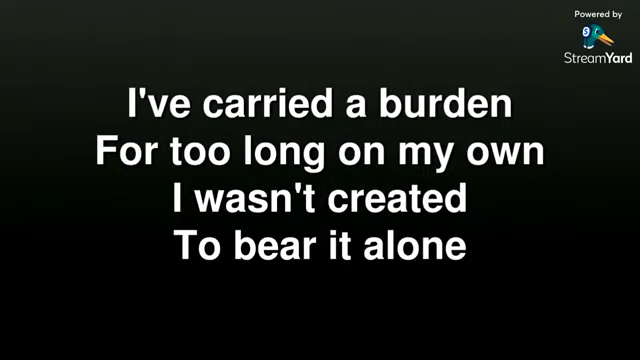 Powered by
StreamYard
I've carried a burden
For too long on my own
I wasn't created
To bear it alone